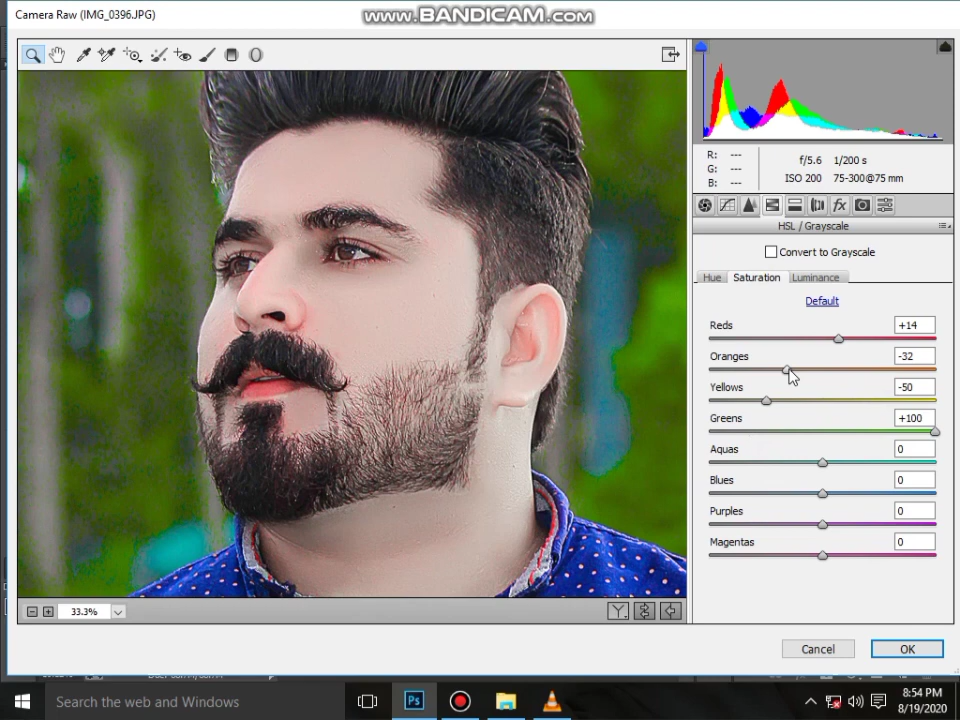 Camera Raw (IMG_0396.JPG)
www.BANDICAM.com
R: ---
G: ---
B: ---
f/5.6 1/200 s
ISO 200 75-300@75 mm
fx
HSL / Grayscale
Convert to Grayscale
Hue Saturation Luminance
Default
Reds +14
Oranges -32
Yellows -50
Greens +100
Aquas 0
Blues 0
Purples 0
Magentas 0
33.3%
Y
Cancel OK
Search the web and Windows
Ps
8:54 PM
8/19/2020